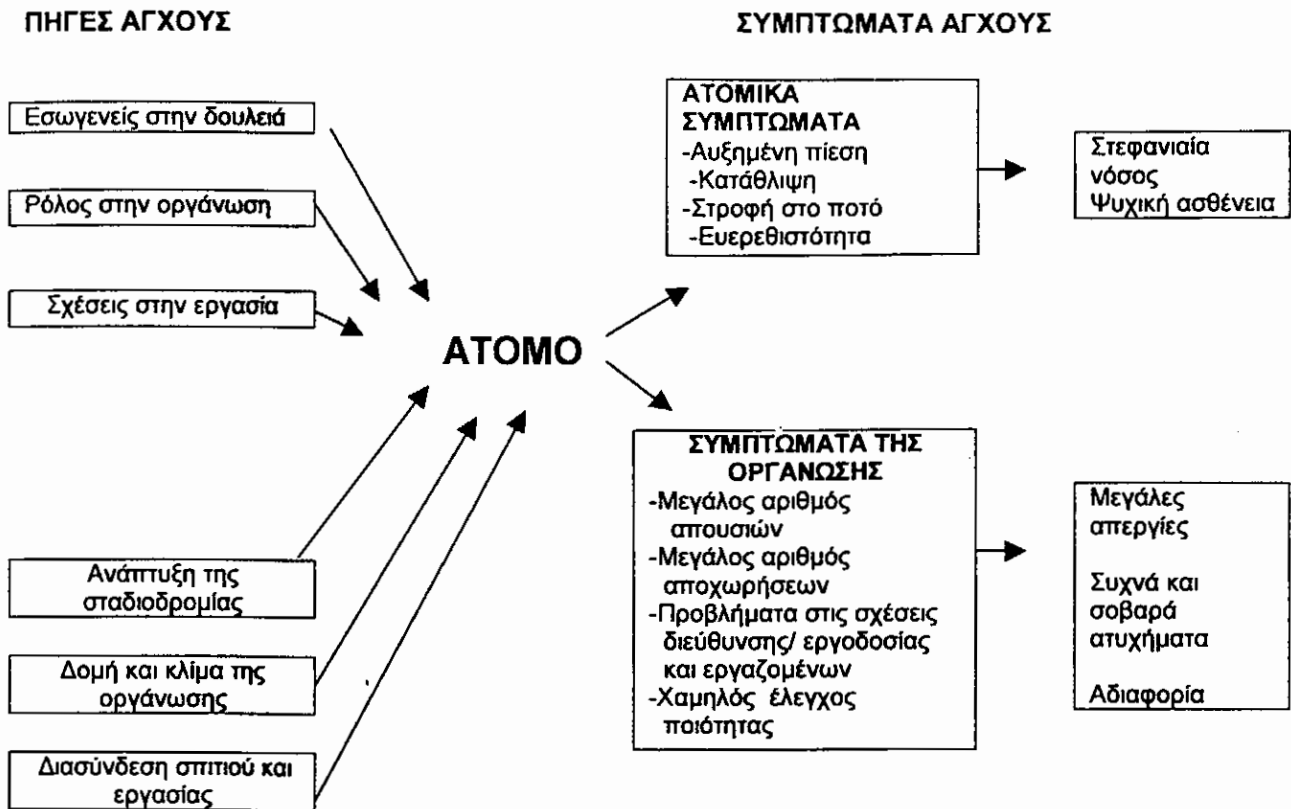 ΠΗΓΕΣ ΑΓΧΟΥΣ
ΣΥΜΠΤΩΜΑΤΑ ΑΓΧΟΥΣ
Εσωγενείς στην δουλειά
Ρόλος στην οργάνωση
Σχέσεις στην εργασία
ΑΤΟΜΟ
Ανάπτυξη της
σταδιοδρομίας
Δομή και κλίμα της
οργάνωσης
Διασύνδεση σπιτιού και
εργασίας
ΑΤΟΜΙΚΑ
ΣΥΜΠΤΩΜΑΤΑ
-Αυξημένη πίεση
-Κατάθλιψη
-Στροφή στο ποτό
-Ευερεθιστότητα
Στεφανιαία
νόσος
Ψυχική ασθένεια
ΣΥΜΠΤΩΜΑΤΑ ΤΗΣ
ΟΡΓΑΝΩΣΗΣ
-Μεγάλος αριθμός
απουσιών
-Μεγάλος αριθμός
αποχωρήσεων
-Προβλήματα στις σχέσεις
διεύθυνσης/ εργοδοσίας
και εργαζομένων
-Χαμηλός έλεγχος
ποιότητας
Μεγάλες
απεργίες
Συχνά και
σοβαρά
ατυχήματα
Αδιαφορία